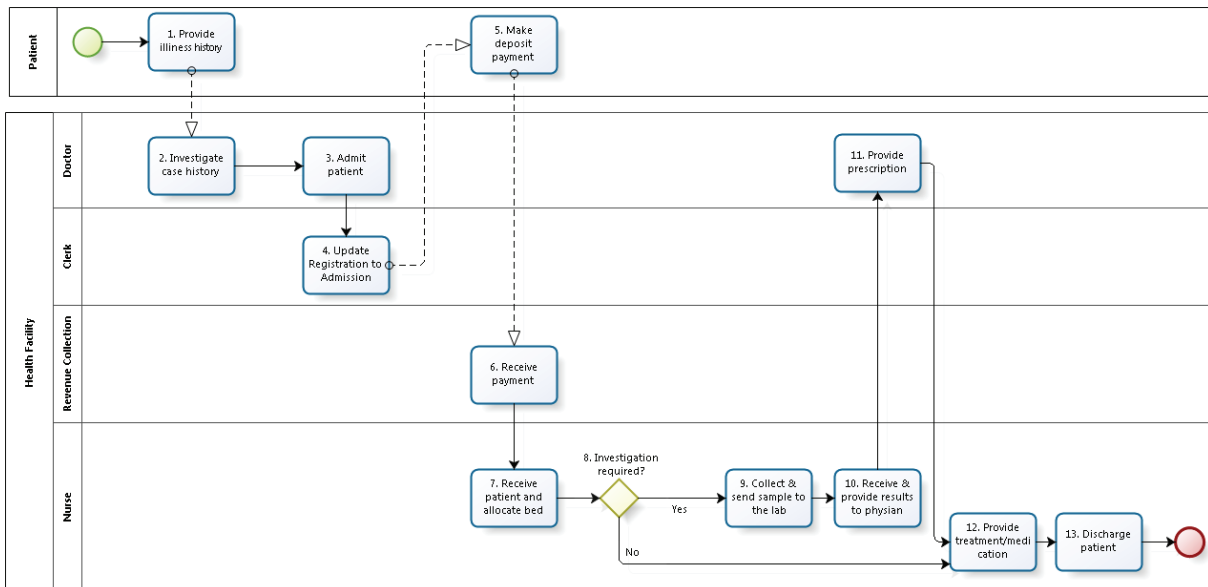 Patient
1. Provide
illness history
5. Make
deposit
payment
Health Facility
Doctor
2. Investigate
case history
3. Admit
patient
11. Provide
prescription
Clerk
4. Update
Registration to
Admission
Revenue Collection
6. Receive
payment
Nurse
7. Receive
patient and
allocate bed
8. Investigation
required?
Yes
No
9. Collect &
send sample to
the lab
10. Receive &
provide results
to physian
12. Provide
treatment/medi
cation
13. Discharge
patient